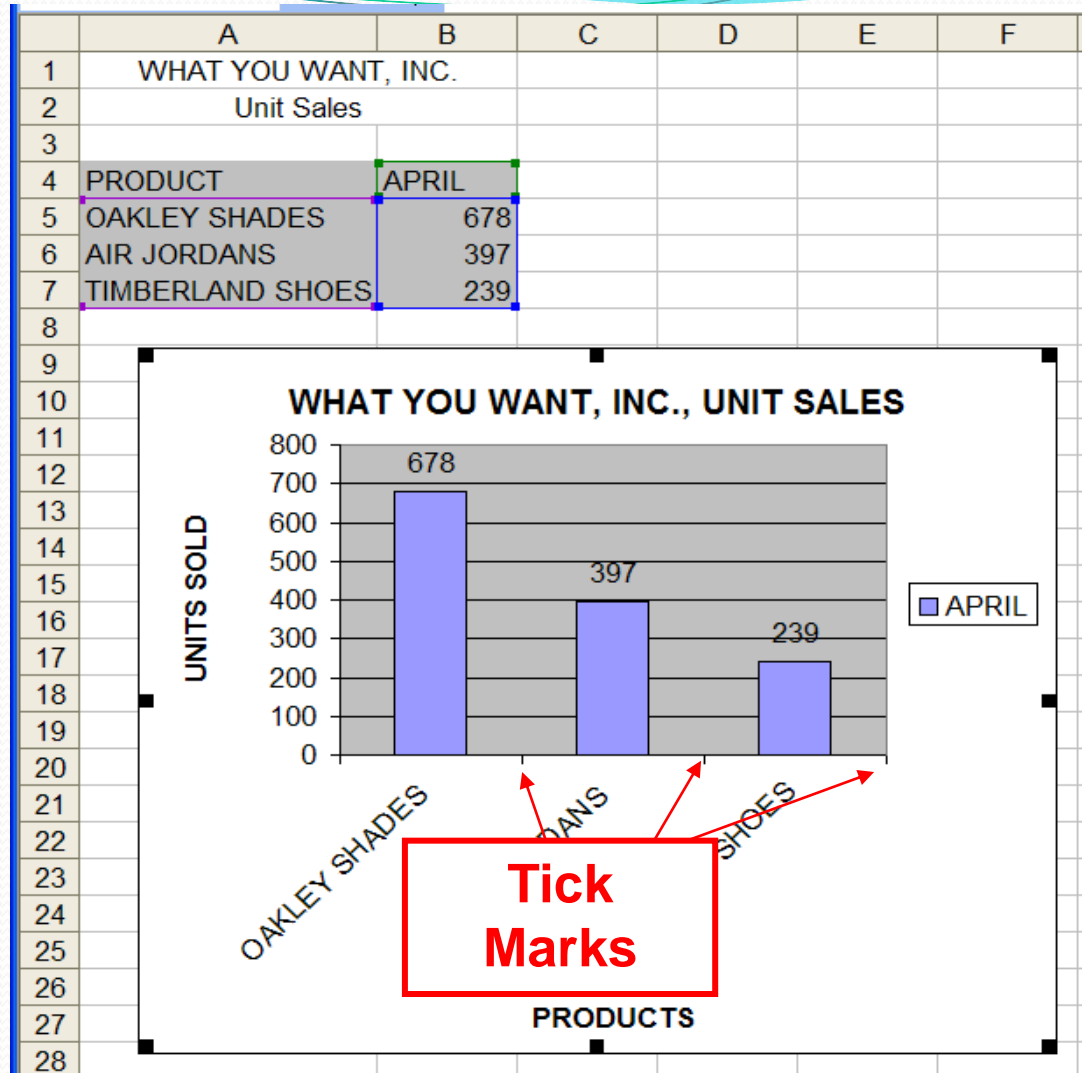 A B C D E F
1 WHAT YOU WANT, INC.
2 Unit Sales
3
4 PRODUCT APRIL
5 OAKLEY SHADES 678
6 AIR JORDANS 397
7 TIMBERLAND SHOES 239
8
9
10
11
12
13
14
15
16
17
18
19
20
21
22
23
24
25
26
27
28
WHAT YOU WANT, INC., UNIT SALES
800
700
600
500
400
300
200
100
0
UNITS SOLD
678
397
239
APRIL
OAKLEY SHADES
SHOES
Tick
Marks
PRODUCTS